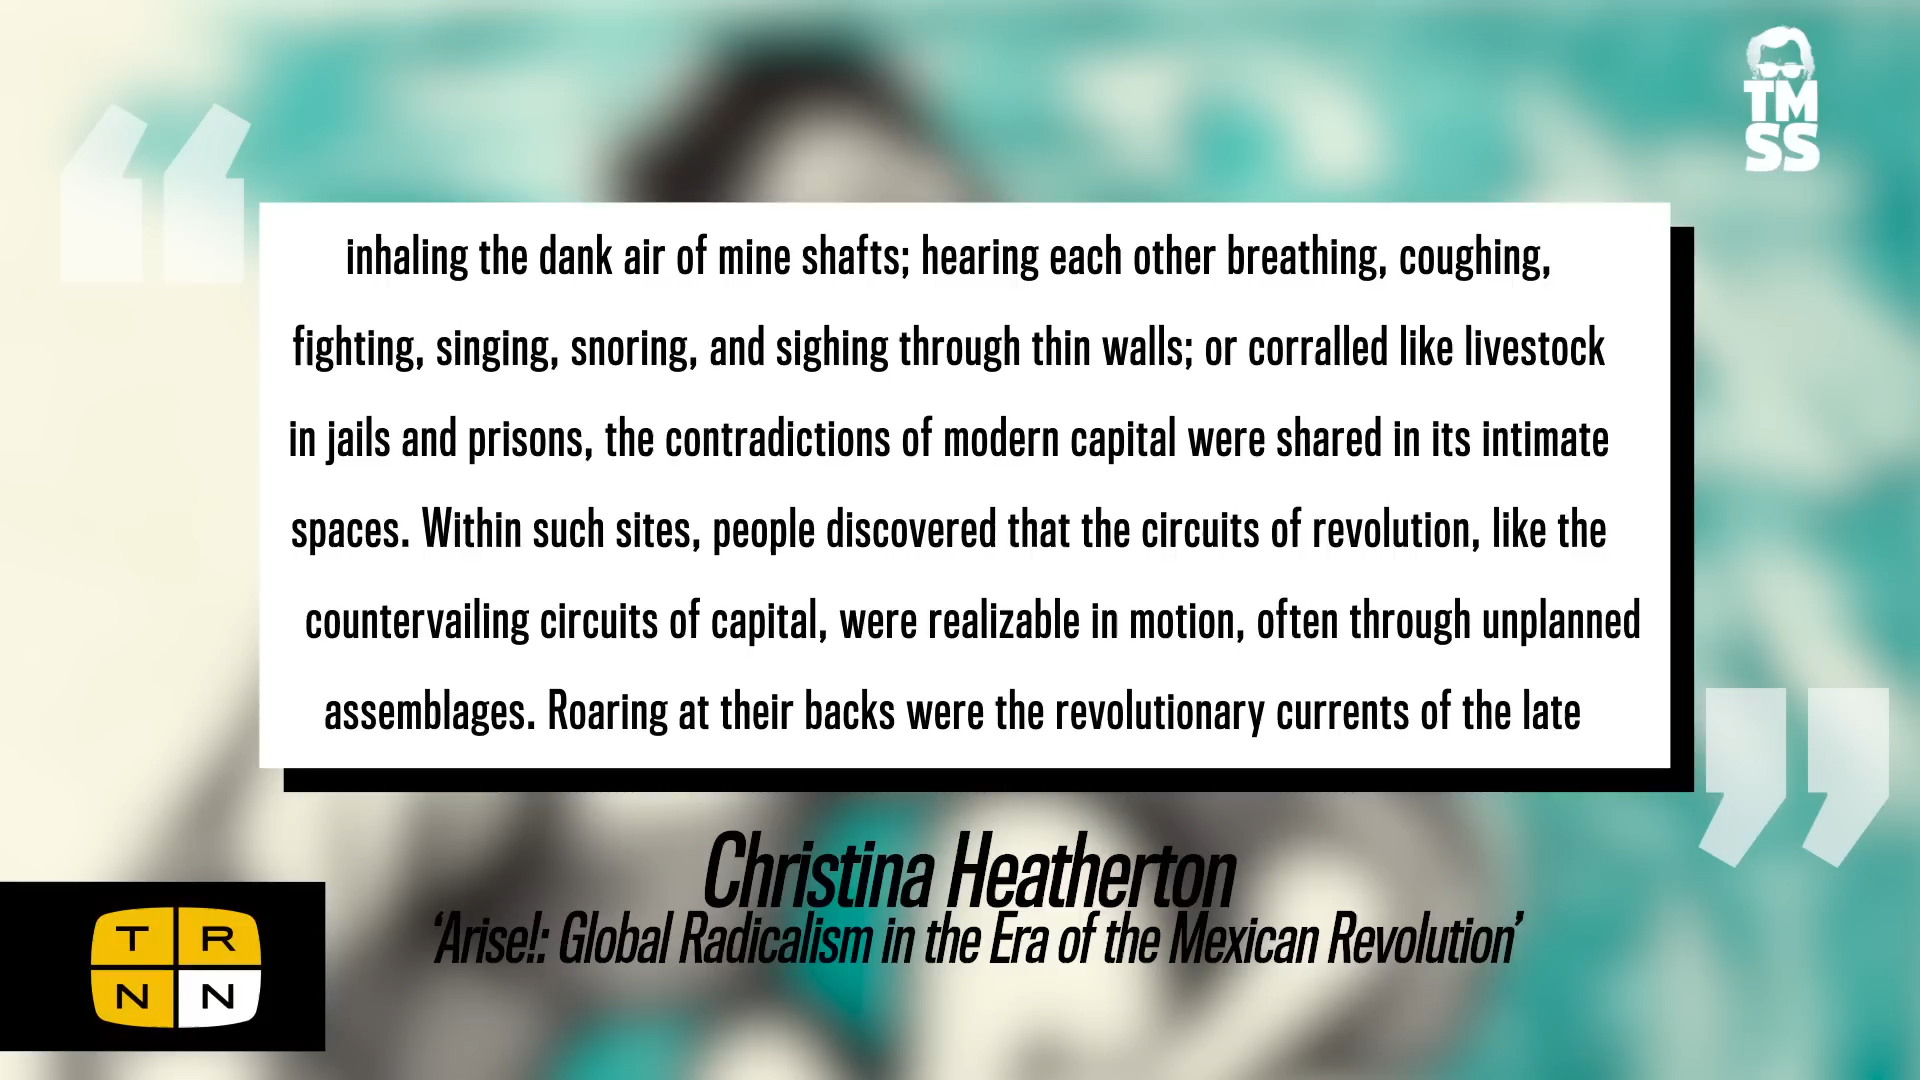 TM
SS
inhaling the dank air of mine shafts; hearing each other breathing, coughing,
fighting, singing, snoring, and sighing through thin walls; or corralled like livestock
in jails and prisons, the contradictions of modern capital were shared in its intimate
spaces. Within such sites, people discovered that the circuits of revolution, like the
countervailing circuits of capital, were realizable in motion, often through unplanned
assemblages. Roaring at their backs were the revolutionary currents of the late
Christina Heatherton
‘Arise!: Global Radicalism in the Era of the Mexican Revolution’
T R
N N